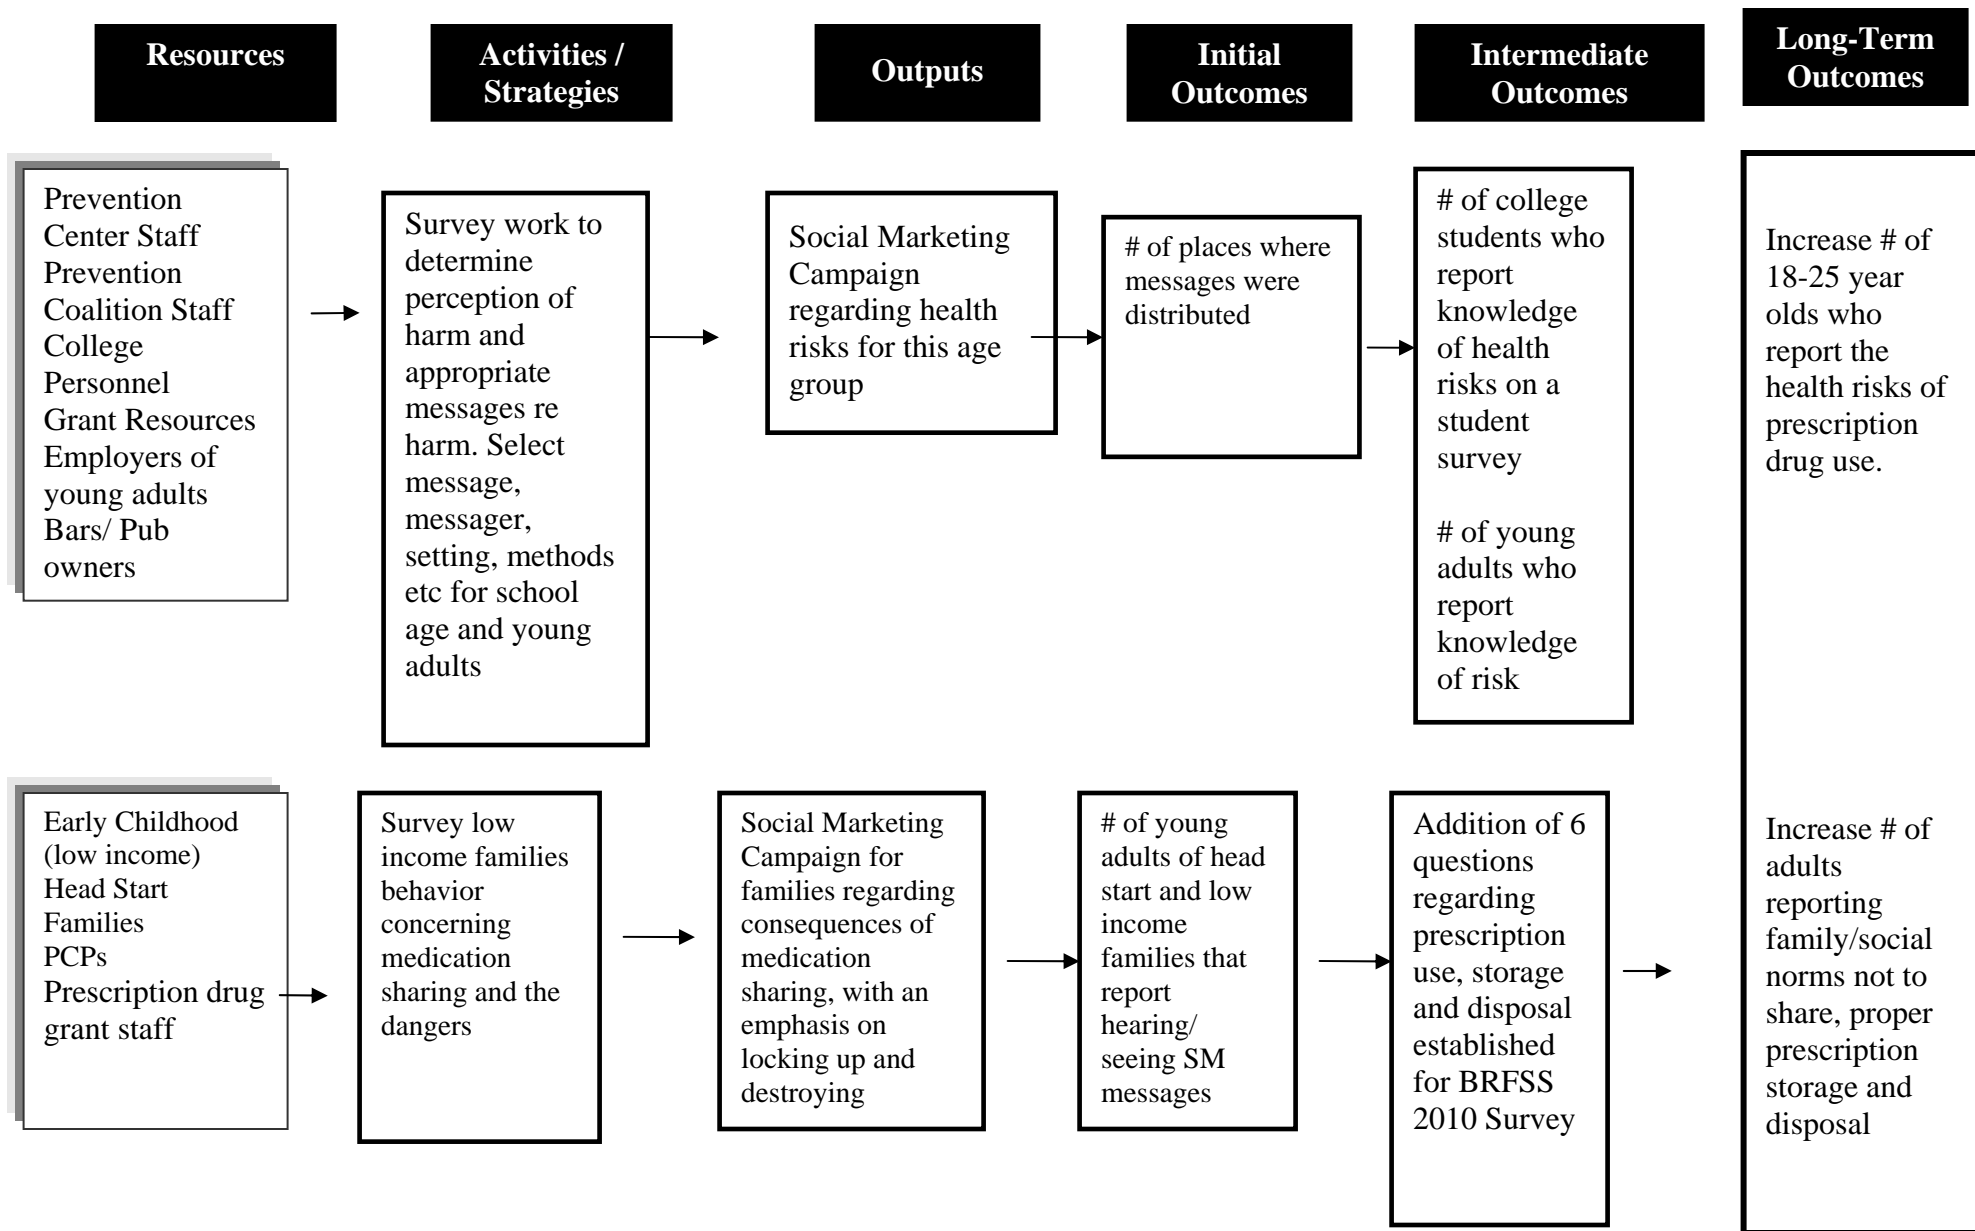 Resources
Activities /
Strategies
Outputs
Initial
Outcomes
Intermediate
Outcomes
Long-Term
Outcomes
Prevention
Center Staff
Prevention
Coalition Staff
College
Personnel
Grant Resources
Employers of
young adults
Bars/ Pub
owners
Survey work to
determine
perception of
harm and
appropriate
messages re
harm. Select
message,
messager,
setting, methods
etc for school
age and young
adults
Social Marketing
Campaign
regarding health
risks for this age
group
# of places where
messages were
distributed
# of college
students who
report
knowledge
of health
risks on a
student
survey
# of young
adults who
report
knowledge
of risk
Increase # of
18-25 year
olds who
report the
health risks of
prescription
drug use.
Early Childhood
(low income)
Head Start
Families
PCPs
Prescription drug
grant staff
Survey low
income families
behavior
concerning
medication
sharing and the
dangers
Social Marketing
Campaign for
families regarding
consequences of
medication
sharing, with an
emphasis on
locking up and
destroying
# of young
adults of head
start and low
income
families that
report
hearing/
seeing SM
messages
Addition of 6
questions
regarding
prescription
use, storage
and disposal
established
for BRFSS
2010 Survey
Increase # of
adults
reporting
family/social
norms not to
share, proper
prescription
storage and
disposal